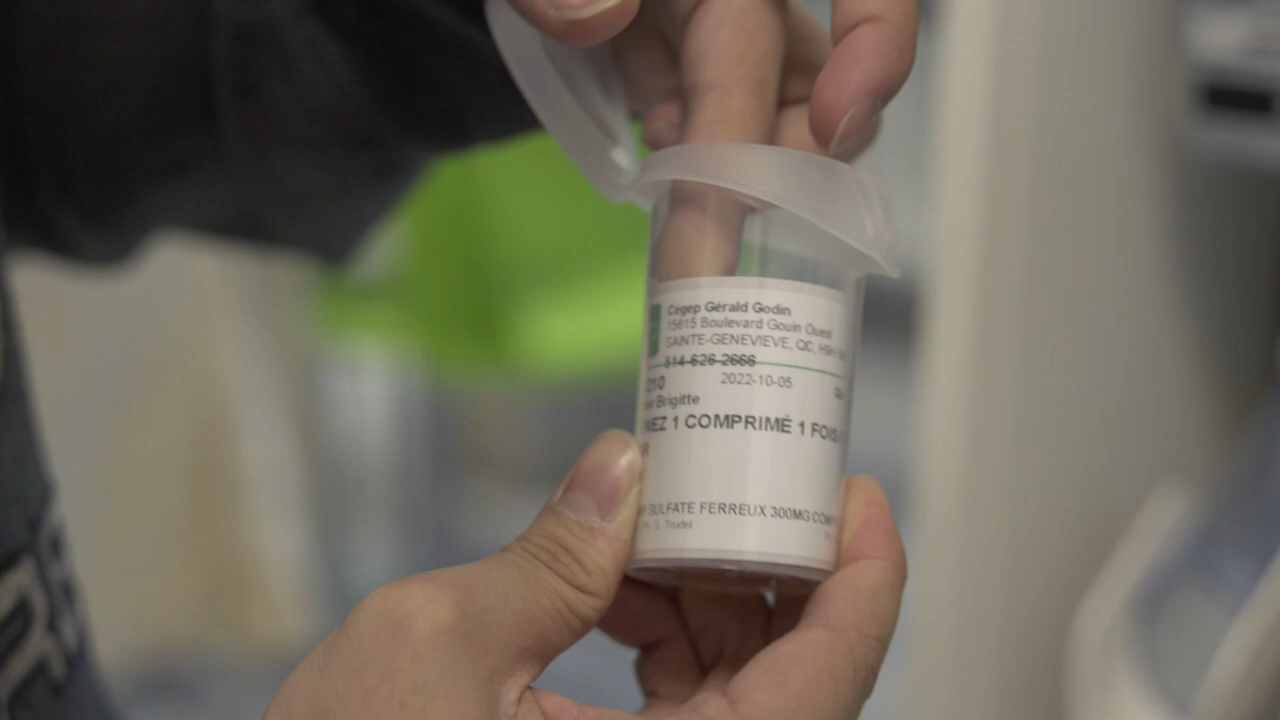 Cégep Gérald Godin
15615 Boulevard Gouin Ouest
SAINTE-GENEVIEVE, QC, H9H
514-626-2666
210
2022-10-05
Brigitte
NEZ 1 COMPRIMÉ 1 FOIS
R
SULFATE FERREUX 300MG COM
S. Trudel